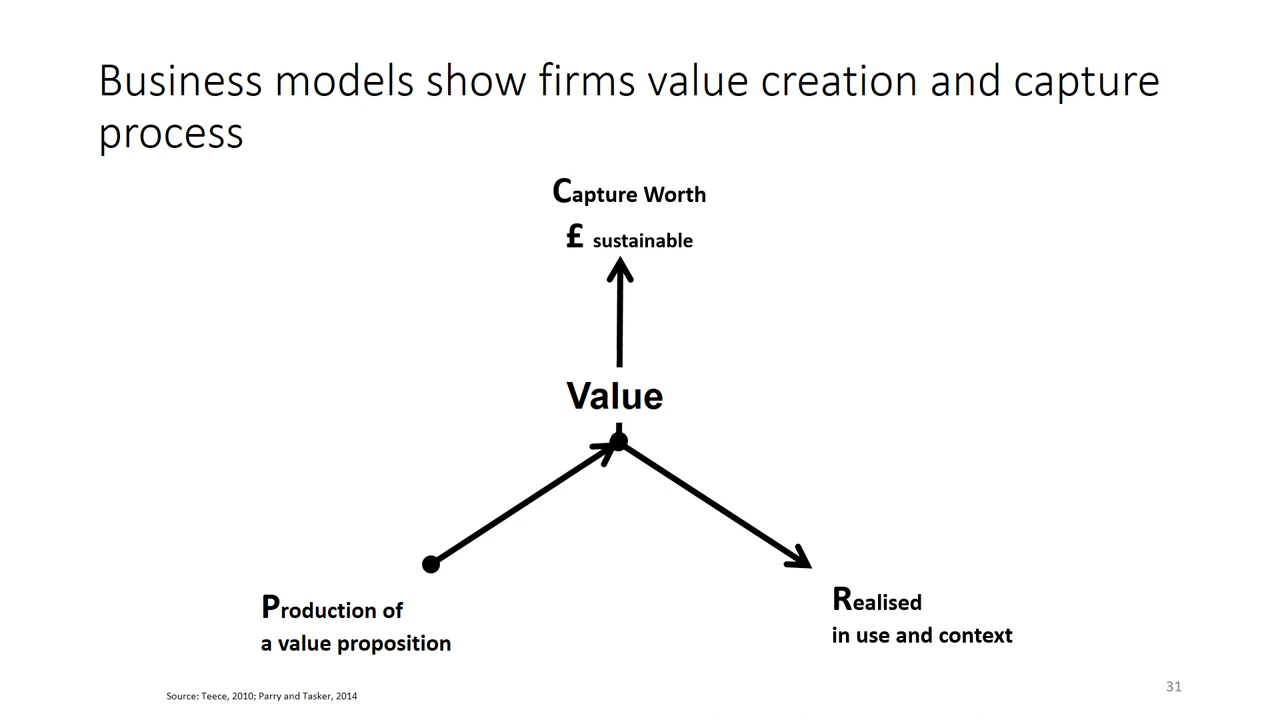 Business models show firms value creation and capture
process
Capture Worth
£ sustainable
Value
Production of
a value proposition
Realised
in use and context
Source: Teece, 2010; Parry and Tasker, 2014
31